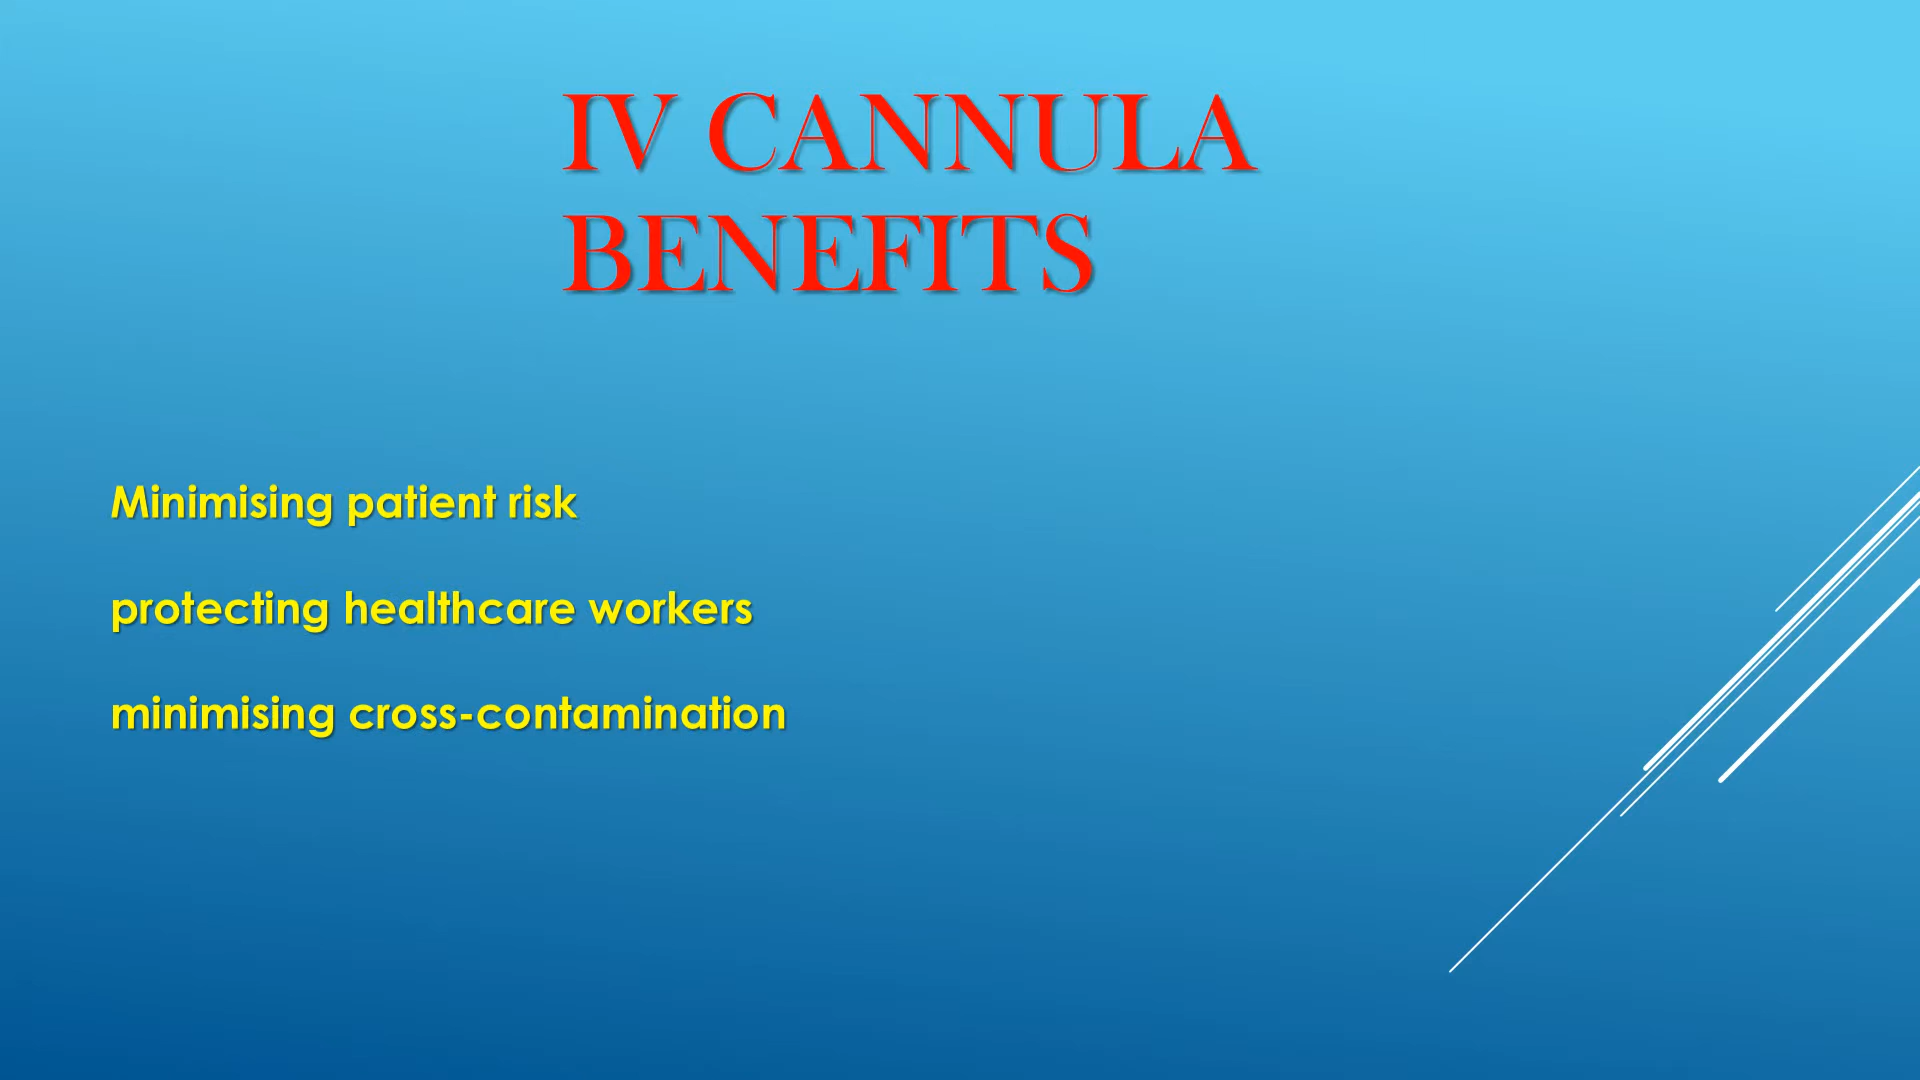 IV CANNULA
BENEFITS
Minimising patient risk
protecting healthcare workers
minimising cross-contamination